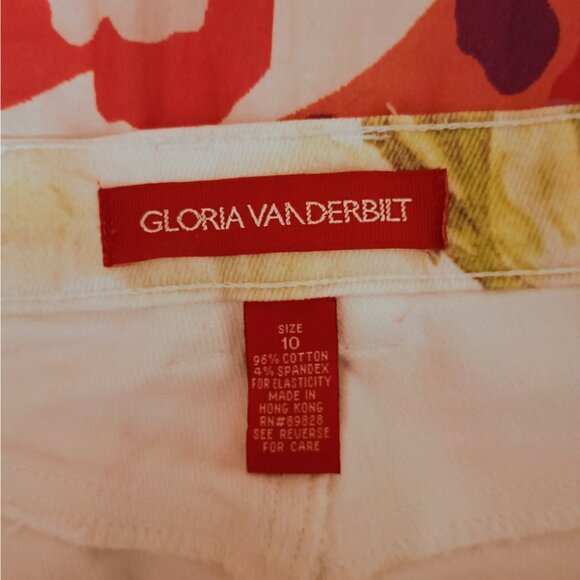 GLORIA VANDERBILT
SIZE
10
96% COTTON
4% SPANDEX
FOR ELASTICITY
MADE IN
HONG KONG
RN#89828
SEE REVERSE
FOR CARE